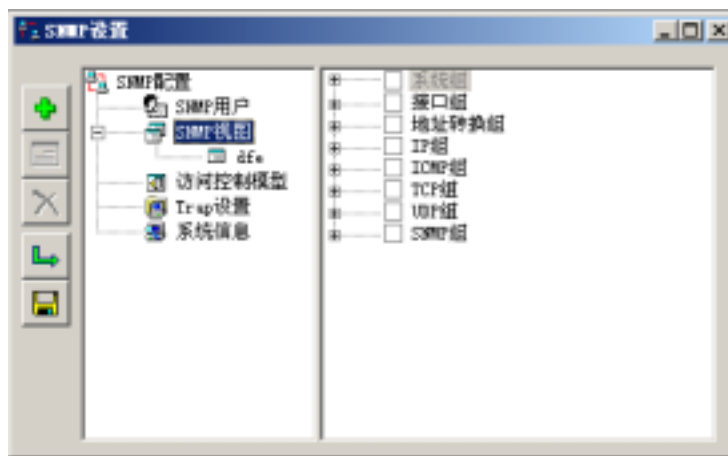 SNMP设置
SNMP配置
SNMP用户
SNMP视图
dfe
访问控制模型
Trap设置
系统信息
系统组
接口组
地址转换组
IP组
ICMP组
TCP组
UDP组
SNMP组